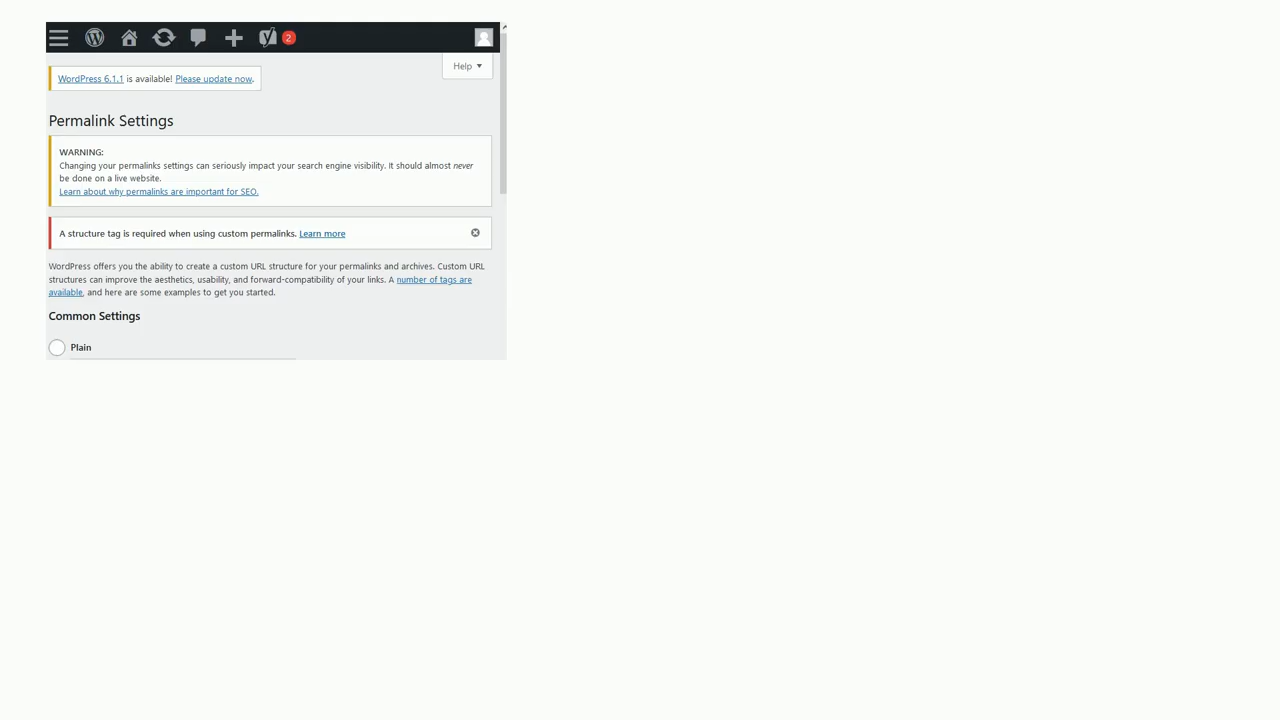 2
Help
WordPress 6.1.1 is available! Please update now.
Permalink Settings
WARNING:
Changing your permalinks settings can seriously impact your search engine visibility. It should almost never
be done on a live website.
Learn about why permalinks are important for SEO.
A structure tag is required when using custom permalinks. Learn more
WordPress offers you the ability to create a custom URL structure for your permalinks and archives. Custom URL
structures can improve the aesthetics, usability, and forward-compatibility of your links. A number of tags are
available, and here are some examples to get you started.
Common Settings
Plain